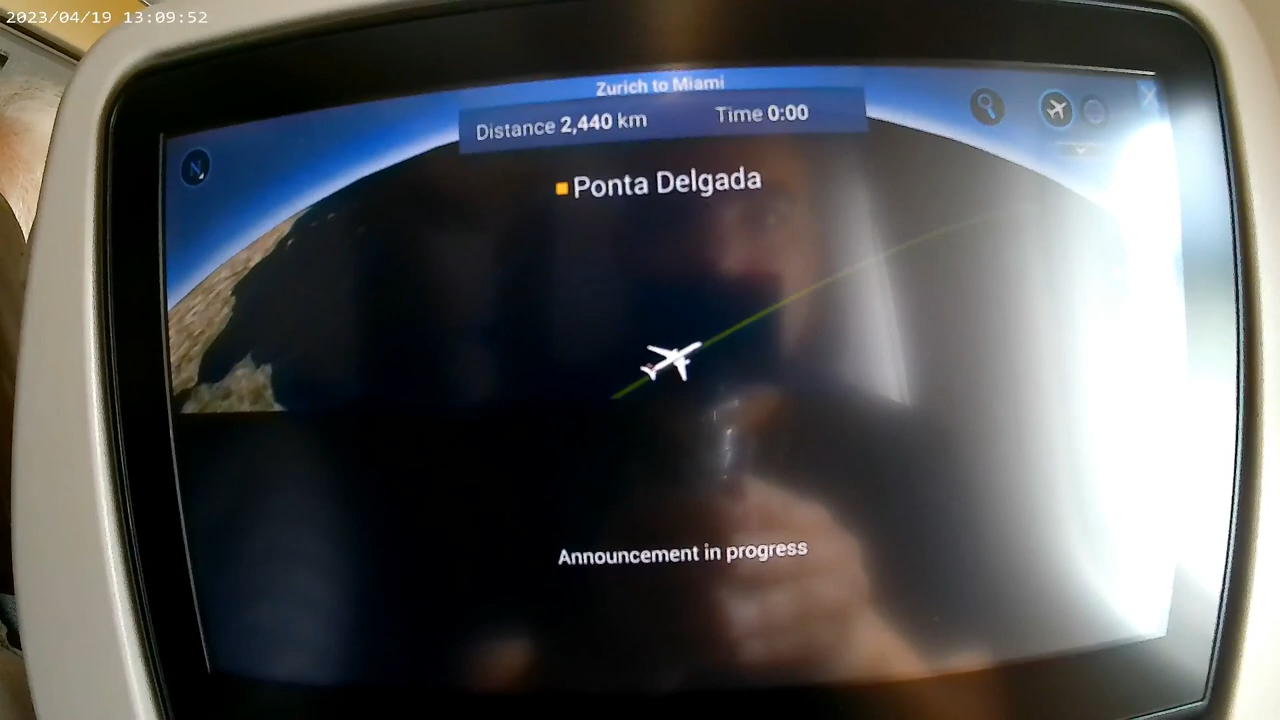 2023/04/19 13:09:52
Zurich to Miami
Distance 2,440 km Time 0:00
N
Ponta Delgada
Announcement in progress